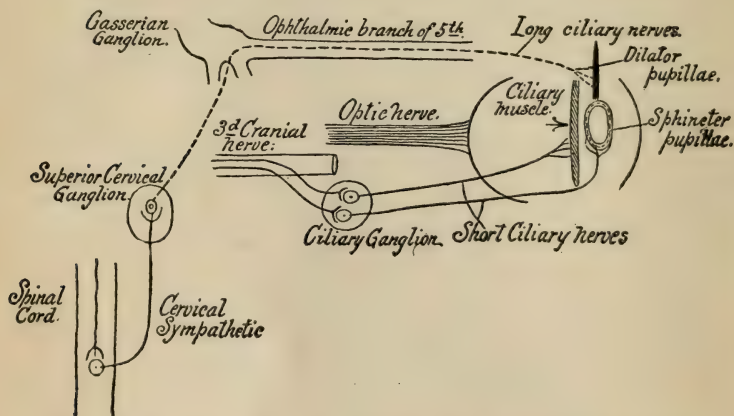 Gasserian
Ganglion.
Ophthalmic branch of 5th.
Long ciliary nerves.
Dilator
pupillae.
Ciliary
muscle.
Optic nerve.
Sphincter
pupillae.
3d Cranial
nerve:
Superior Cervical
Ganglion.
Ciliary Ganglion
Short Ciliary nerves
Spinal
Cord.
Cervical
Sympathetic